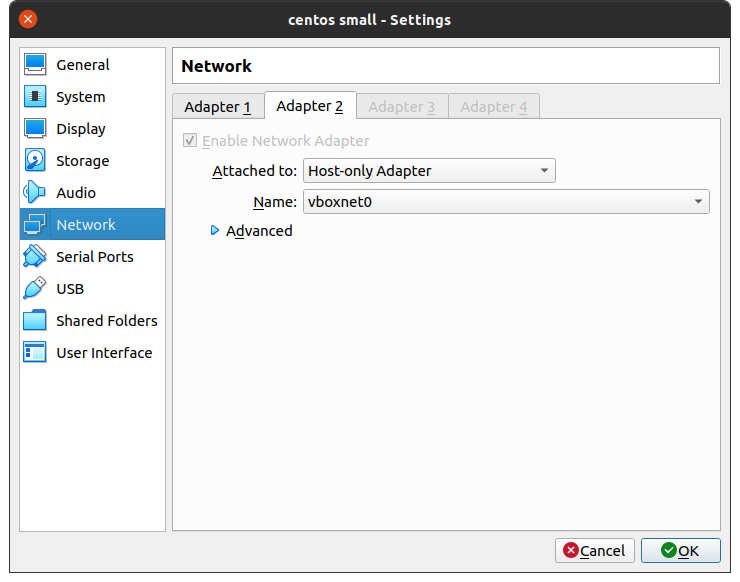 centos small - Settings
General
System
Display
Storage
Audio
Network
Serial Ports
USB
Shared Folders
User Interface
Network
Adapter 1 Adapter 2 Adapter 3 Adapter 4
Enable Network Adapter
Attached to: Host-only Adapter
Name: vboxnet0
Advanced
Cancel OK